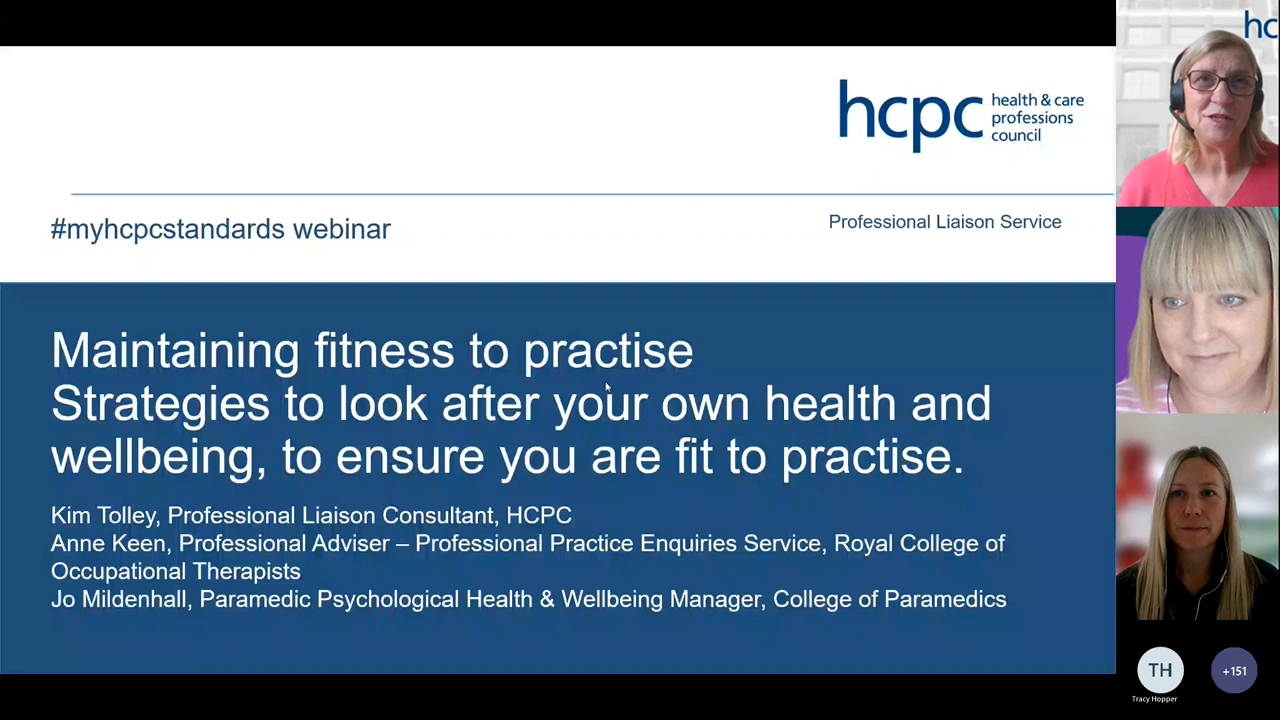 hcpc health & care
professions
council
#myhcpcstandards webinar
Professional Liaison Service
Maintaining fitness to practise
Strategies to look after your own health and
wellbeing, to ensure you are fit to practise.
Kim Tolley, Professional Liaison Consultant, HCPC
Anne Keen, Professional Adviser – Professional Practice Enquiries Service, Royal College of
Occupational Therapists
Jo Mildenhall, Paramedic Psychological Health & Wellbeing Manager, College of Paramedics
hc
TH
Tracy Hopper
+151